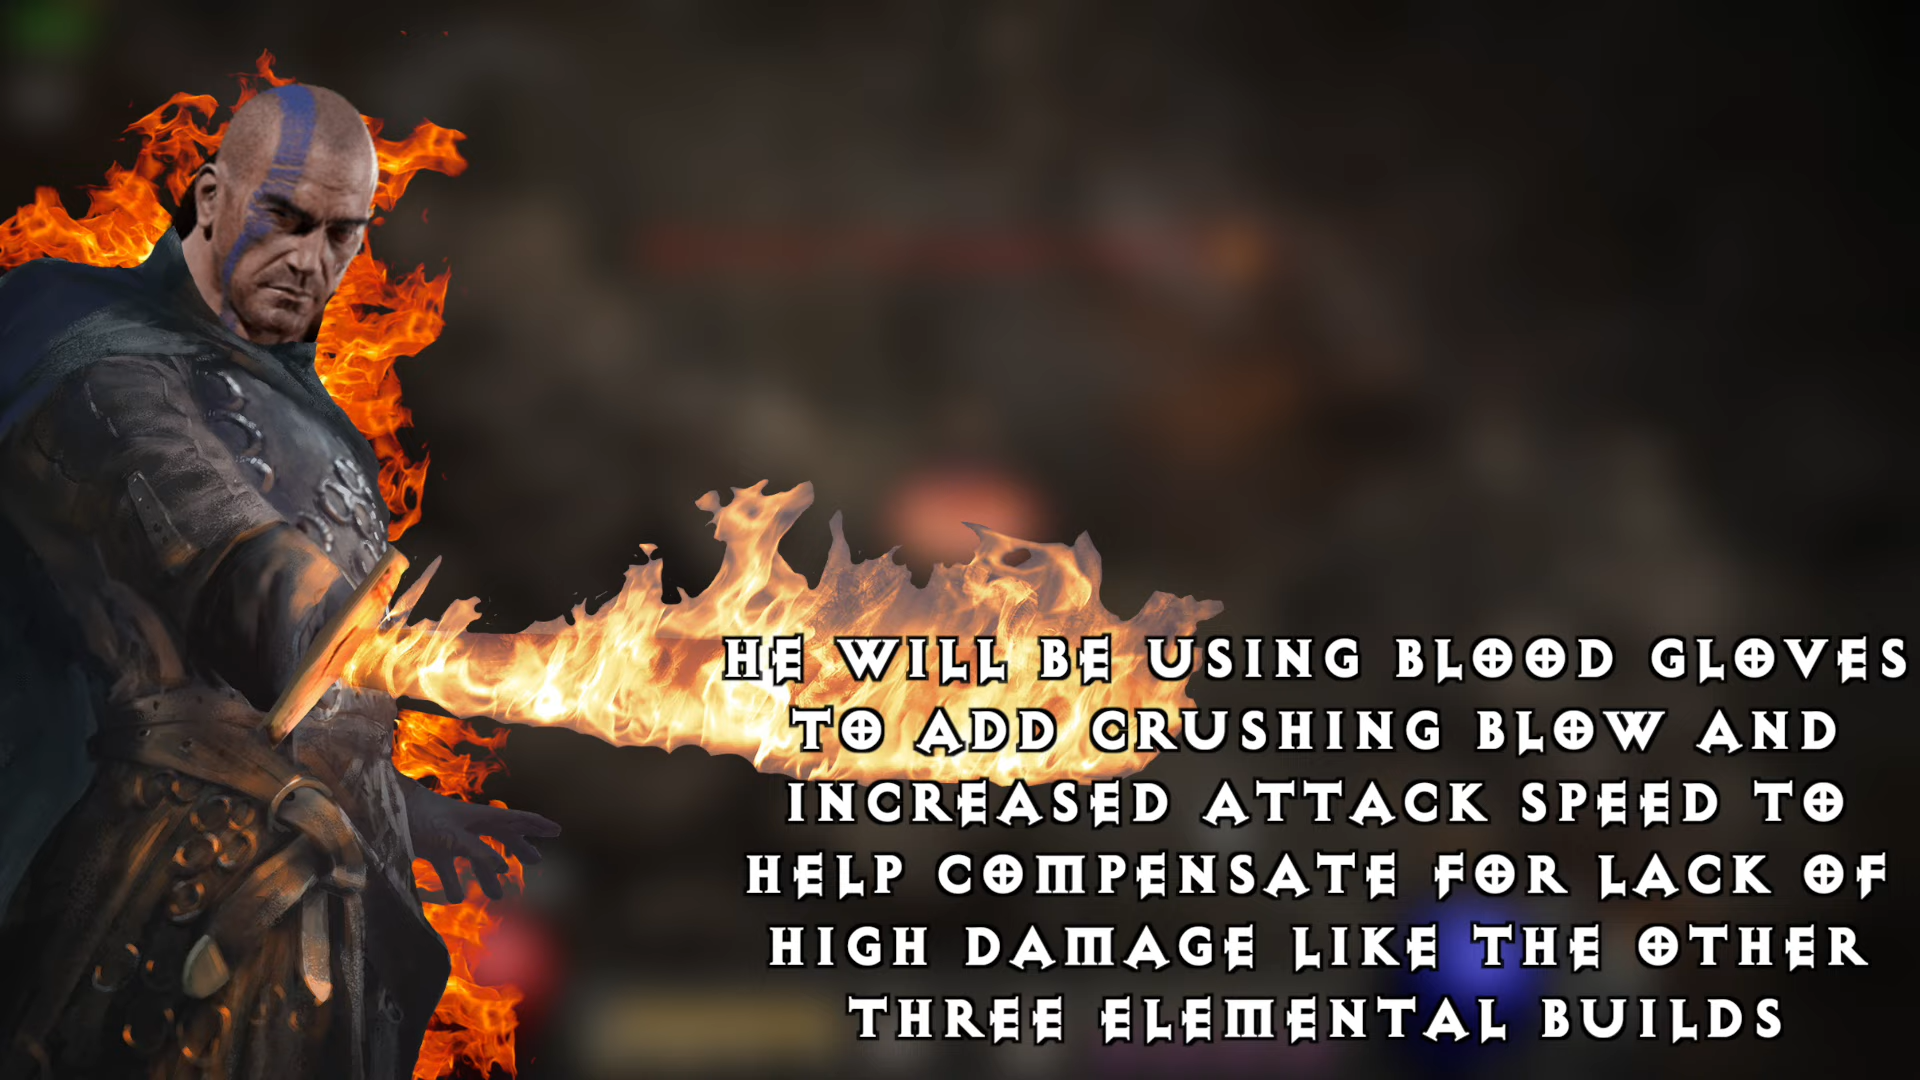 HE WILL BE USING BLOOD GLOVES
TO ADD CRUSHING BLOW AND
INCREASED ATTACK SPEED TO
HELP COMPENSATE FOR LACK OF
HIGH DAMAGE LIKE THE OTHER
THREE ELEMENTAL BUILDS